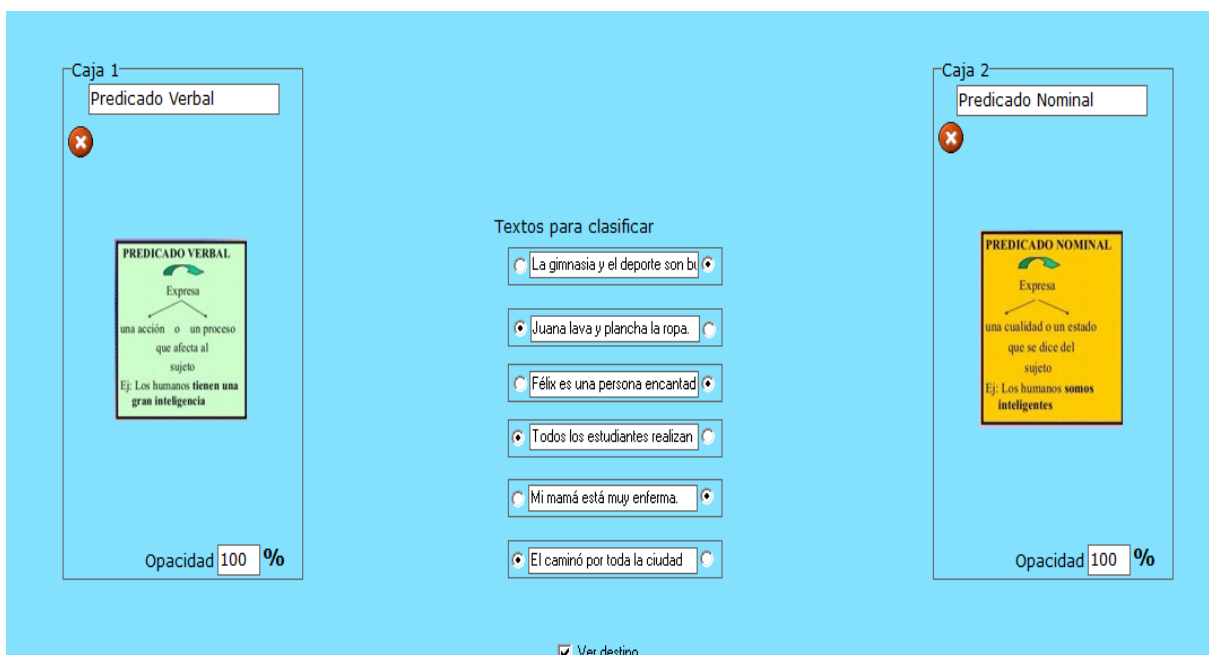 Caja 1
Predicado Verbal
PREDICADO VERBAL
Expresa
una acción o un proceso
que afecta al
sujeto
Ej: Los humanos tienen una
gran inteligencia
Opacidad 100 %
Textos para clasificar
La gimnasia y el deporte son bu
Juana lava y plancha la ropa.
Félix es una persona encantad
Todos los estudiantes realizan
Mi mamá está muy enferma.
El caminó por toda la ciudad
Ver destino
Caja 2
Predicado Nominal
PREDICADO NOMINAL
Expresa
una cualidad o un estado
que se dice del
sujeto
Ej: Los humanos somos
inteligentes
Opacidad 100 %